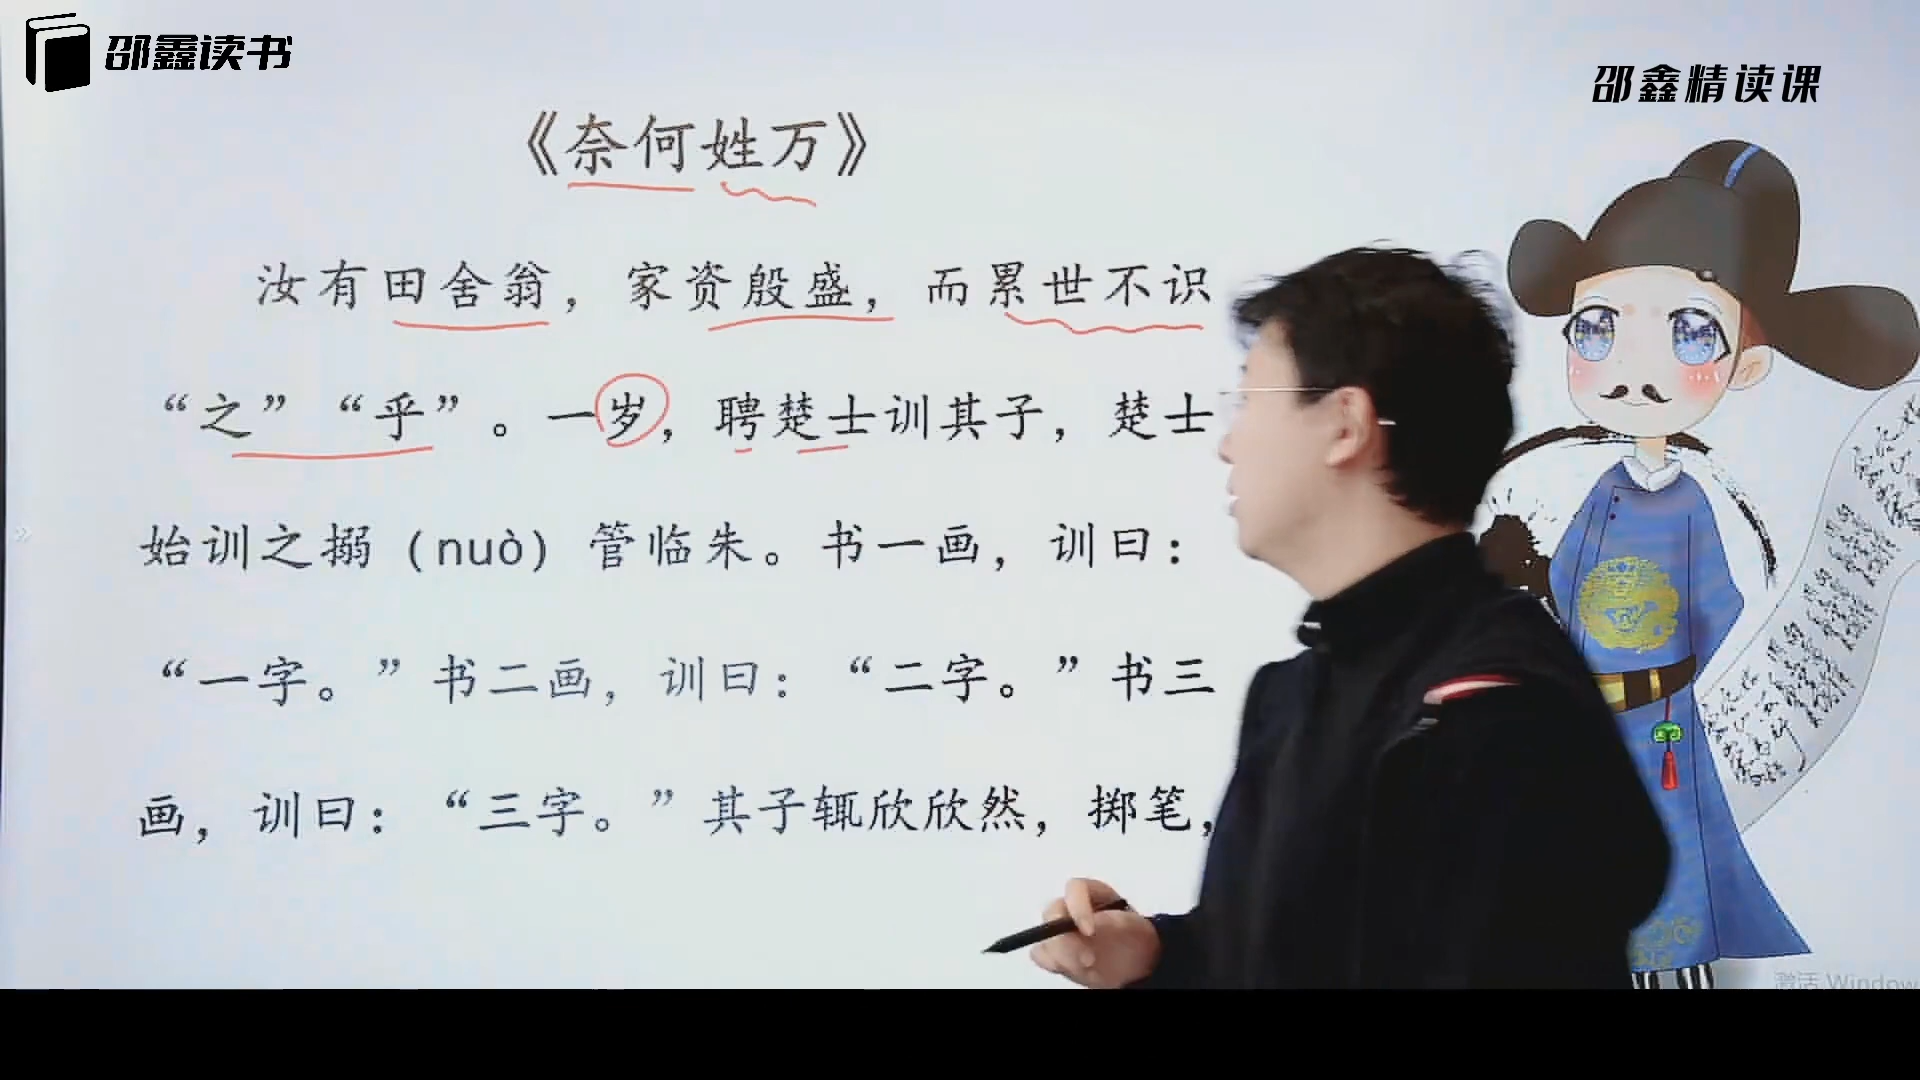 邵鑫读书
邵鑫精读课
《奈何姓万》
汝有田舍翁，家资殷盛，而累世不识
“之”“乎”。一岁，聘楚士训其子，楚士
始训之搦（nuò）管临朱。书一画，训曰：
“一字。”书二画，训曰：“二字。”书三
画，训曰：“三字。”其子辄欣欣然，掷笔，
激活 Window